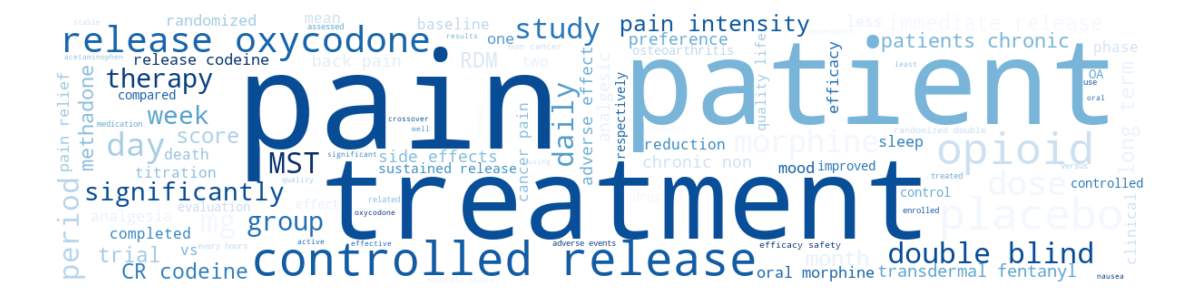 stable
randomized
mean
assessed
baseline
results
one
study
pain intensity
less
immediate release
release oxycodone
preference
patients chronic
phase
acetaminophen
release codeine
back pain
non cancer
RDM
two
osteoarthritis
least
OA
therapy
compared
pain
patient
efficacy
quality life
use
oral
term
long
pain relief
methadone
week
medication
day
score
death
titration
crossover
well
cancer pain
daily
adverse effect
analgesic
respectively
reduction
morphine
randomized double
sleep
opioid
versus
MST
significant
side effects
sustained release
chronic non
mood
improved
treated
dose
controlled
significantly
quality
treatment
control
period
analgesia
evaluation
mg
effect
related
oxycodone
group
enrolled
placebo
clinical
completed
trial
vs
every hours
active
effective
adverse events
efficacy safety
month
double blind
CR codeine
controlled release
oral morphine
transdermal fentanyl
nausea